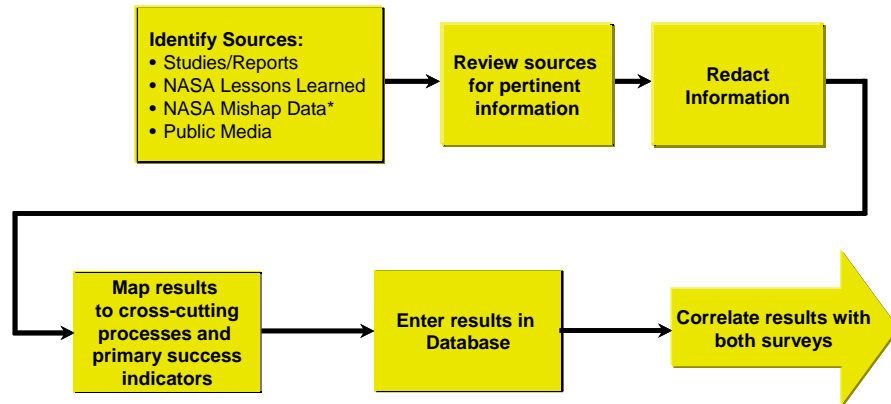 Identify Sources:
• Studies/Reports
• NASA Lessons Learned
• NASA Mishap Data*
• Public Media
Review sources
for pertinent
information
Redact
Information
Map results
to cross-cutting
processes and
primary success
indicators
Enter results in
Database
Correlate results with
both surveys